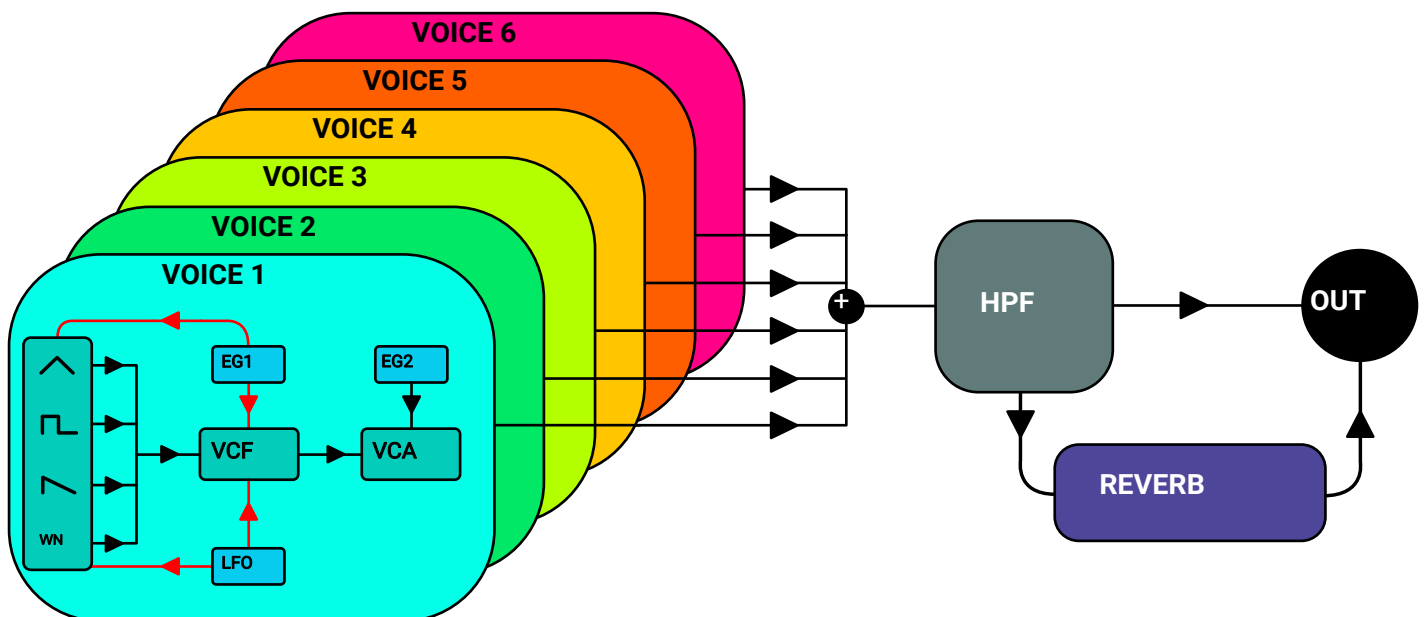 VOICE 6
VOICE 5
VOICE 4
VOICE 3
VOICE 2
VOICE 1
EG1
EG2
VCF
VCA
WN
LFO
+
HPF
OUT
REVERB